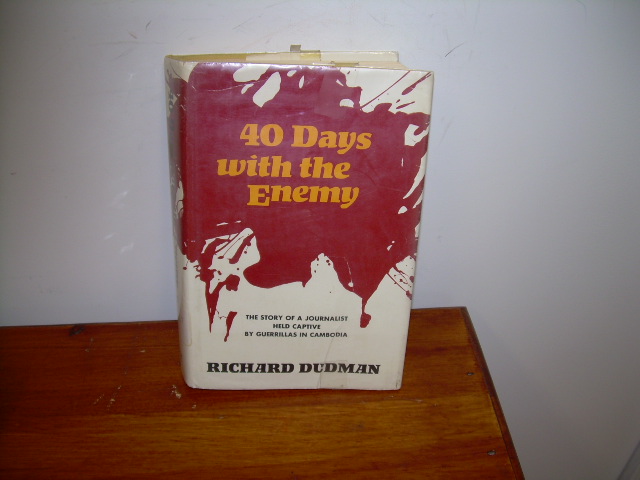 40 Days
with the
Enemy
THE STORY OF A JOURNALIST
HELD CAPTIVE
BY GUERRILLAS IN CAMBODIA
RICHARD DUDMAN